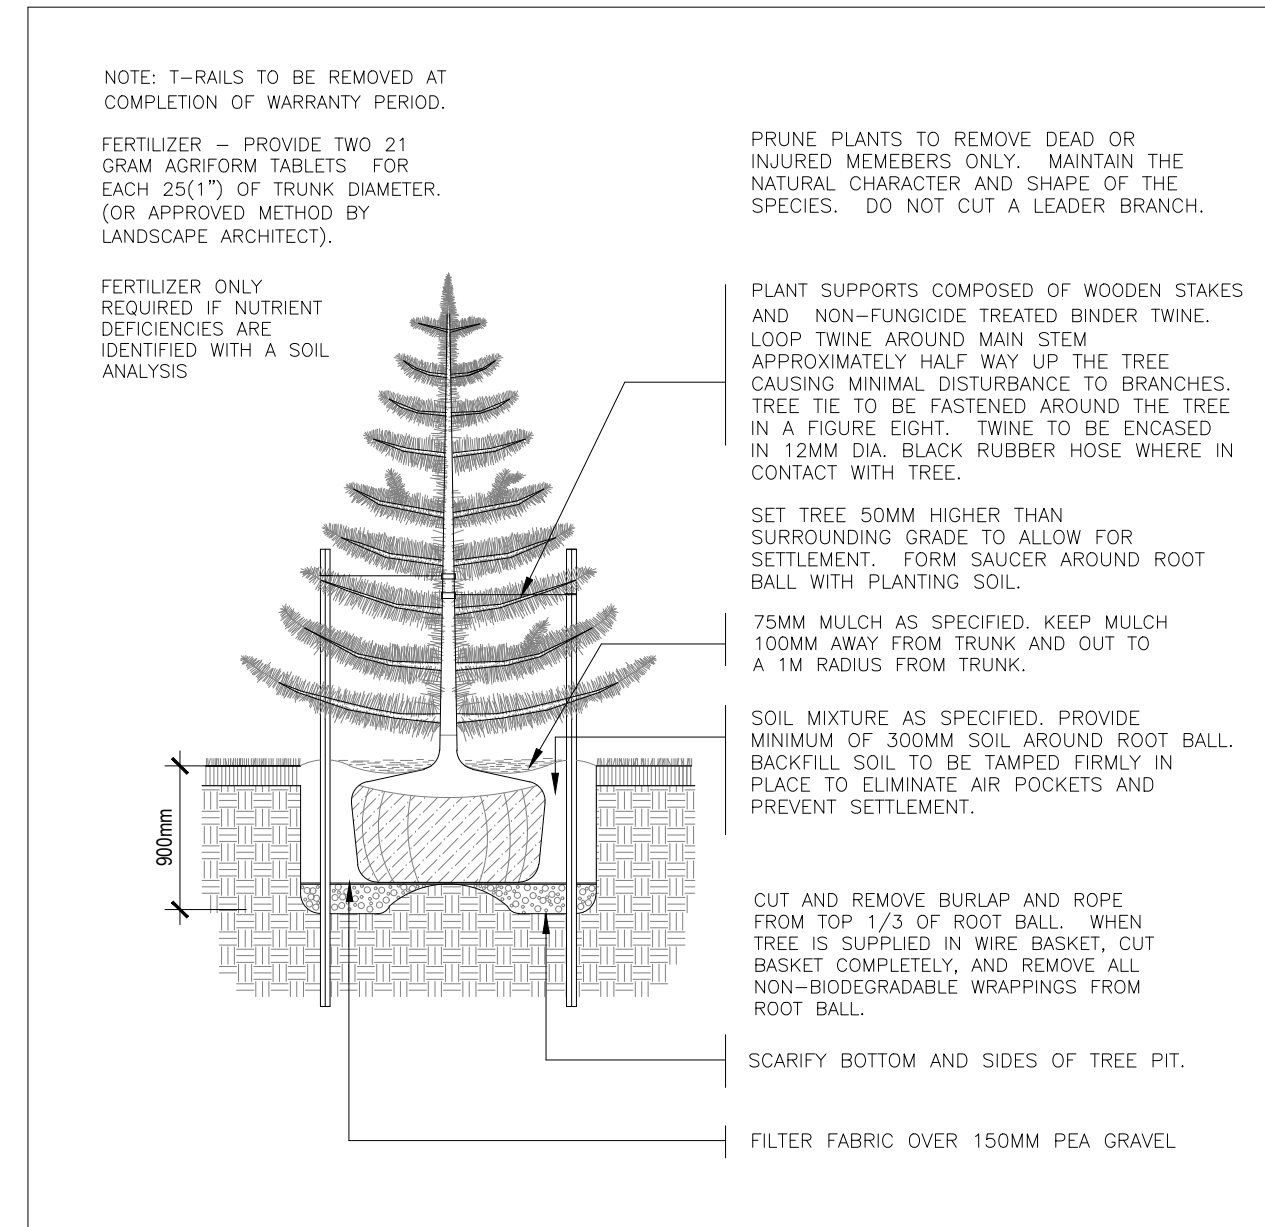 NOTE: T-RAILS TO BE REMOVED AT
COMPLETION OF WARRANTY PERIOD.
FERTILIZER – PROVIDE TWO 21
GRAM AGRIFORM TABLETS FOR
EACH 25(1") OF TRUNK DIAMETER.
(OR APPROVED METHOD BY
LANDSCAPE ARCHITECT).
FERTILIZER ONLY
REQUIRED IF NUTRIENT
DEFICIENCIES ARE
IDENTIFIED WITH A SOIL
ANALYSIS
900mm
PRUNE PLANTS TO REMOVE DEAD OR
INJURED MEMEBERS ONLY. MAINTAIN THE
NATURAL CHARACTER AND SHAPE OF THE
SPECIES. DO NOT CUT A LEADER BRANCH.
PLANT SUPPORTS COMPOSED OF WOODEN STAKES
AND NON-FUNGICIDE TREATED BINDER TWINE.
LOOP TWINE AROUND MAIN STEM
APPROXIMATELY HALF WAY UP THE TREE
CAUSING MINIMAL DISTURBANCE TO BRANCHES.
TREE TIE TO BE FASTENED AROUND THE TREE
IN A FIGURE EIGHT. TWINE TO BE ENCASED
IN 12MM DIA. BLACK RUBBER HOSE WHERE IN
CONTACT WITH TREE.
SET TREE 50MM HIGHER THAN
SURROUNDING GRADE TO ALLOW FOR
SETTLEMENT. FORM SAUCER AROUND ROOT
BALL WITH PLANTING SOIL.
75MM MULCH AS SPECIFIED. KEEP MULCH
100MM AWAY FROM TRUNK AND OUT TO
A 1M RADIUS FROM TRUNK.
SOIL MIXTURE AS SPECIFIED. PROVIDE
MINIMUM OF 300MM SOIL AROUND ROOT BALL.
BACKFILL SOIL TO BE TAMPED FIRMLY IN
PLACE TO ELIMINATE AIR POCKETS AND
PREVENT SETTLEMENT.
CUT AND REMOVE BURLAP AND ROPE
FROM TOP 1/3 OF ROOT BALL. WHEN
TREE IS SUPPLIED IN WIRE BASKET, CUT
BASKET COMPLETELY, AND REMOVE ALL
NON-BIODEGRADABLE WRAPPINGS FROM
ROOT BALL.
SCARIFY BOTTOM AND SIDES OF TREE PIT.
FILTER FABRIC OVER 150MM PEA GRAVEL